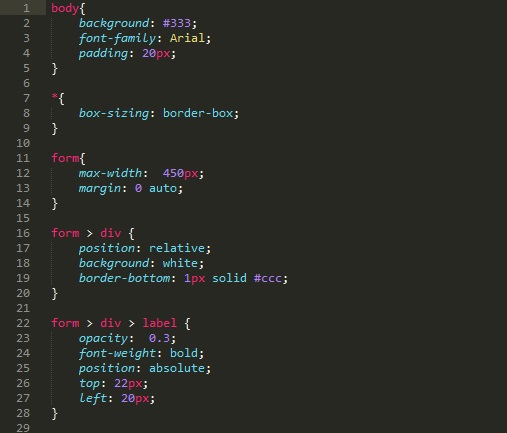 1 body{
2     background: #333;
3     font-family: Arial;
4     padding: 20px;
5 }
6
7 *{
8     box-sizing: border-box;
9 }
10
11 form{
12     max-width:  450px;
13     margin: 0 auto;
14 }
15
16 form > div {
17     position: relative;
18     background: white;
19     border-bottom: 1px solid #ccc;
20 }
21
22 form > div > label {
23     opacity:  0.3;
24     font-weight: bold;
25     position: absolute;
26     top: 22px;
27     left: 20px;
28 }
29